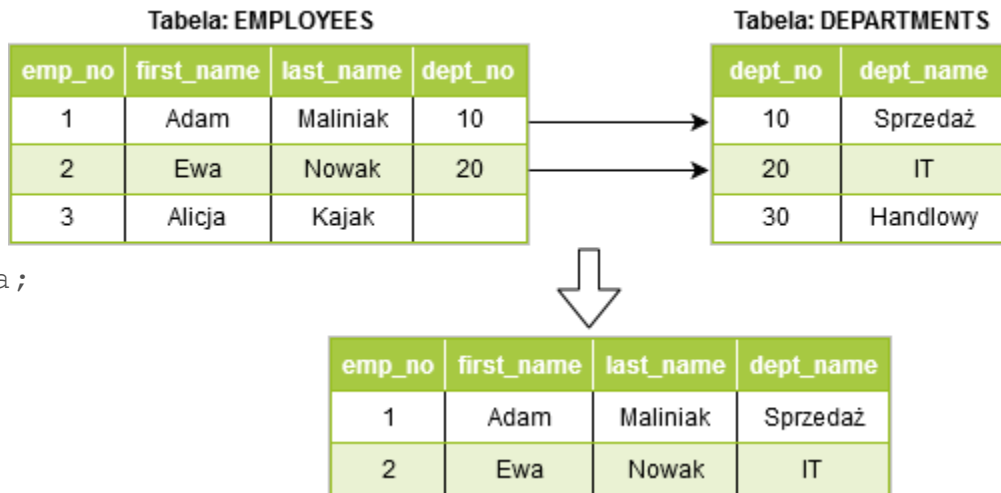 Tabela: EMPLOYEES
emp_no first_name last_name dept_no
1 Adam Maliniak 10
2 Ewa Nowak 20
3 Alicja Kajak
Tabela: DEPARTMENTS
dept_no dept_name
10 Sprzedaż
20 IT
30 Handlowy
a;
emp_no first_name last_name dept_name
1 Adam Maliniak Sprzedaż
2 Ewa Nowak IT